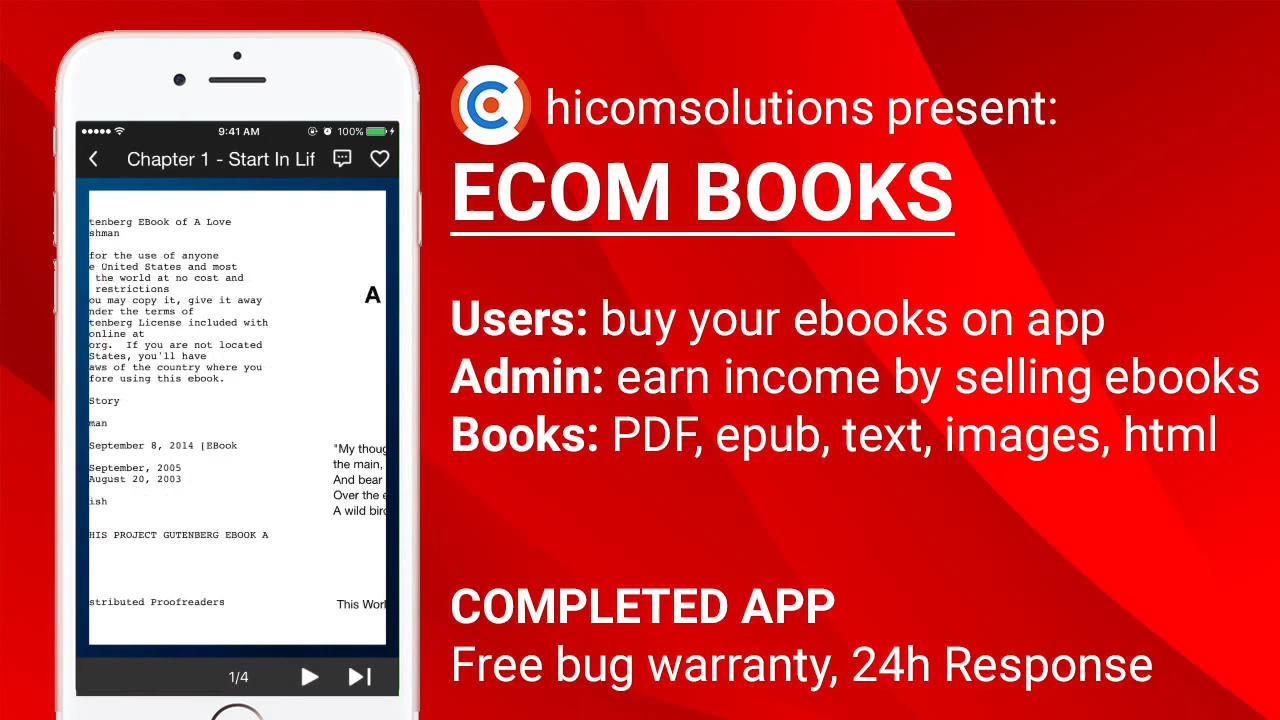 9:41 AM
100%
Chapter 1 - Start In Lif
tenberg EBook of A Love
shman
for the use of anyone
e United States and most
the world at no cost and
restrictions
ou may copy it, give it away
nder the terms of
tenberg License included with
online at
org. If you are not located
States, you'll have
aws of the country where you
fore using this ebook.
Story
man
September 8, 2014 [EBook
September, 2005
August 20, 2003
ish
HIS PROJECT GUTENBERG EBOOK A
stributed Proofreaders
A
"My thoug
the main,
And bear
Over the e
A wild bird
This Worl
1/4
hicomsolutions present:
ECOM BOOKS
Users: buy your ebooks on app
Admin: earn income by selling ebooks
Books: PDF, epub, text, images, html
COMPLETED APP
Free bug warranty, 24h Response